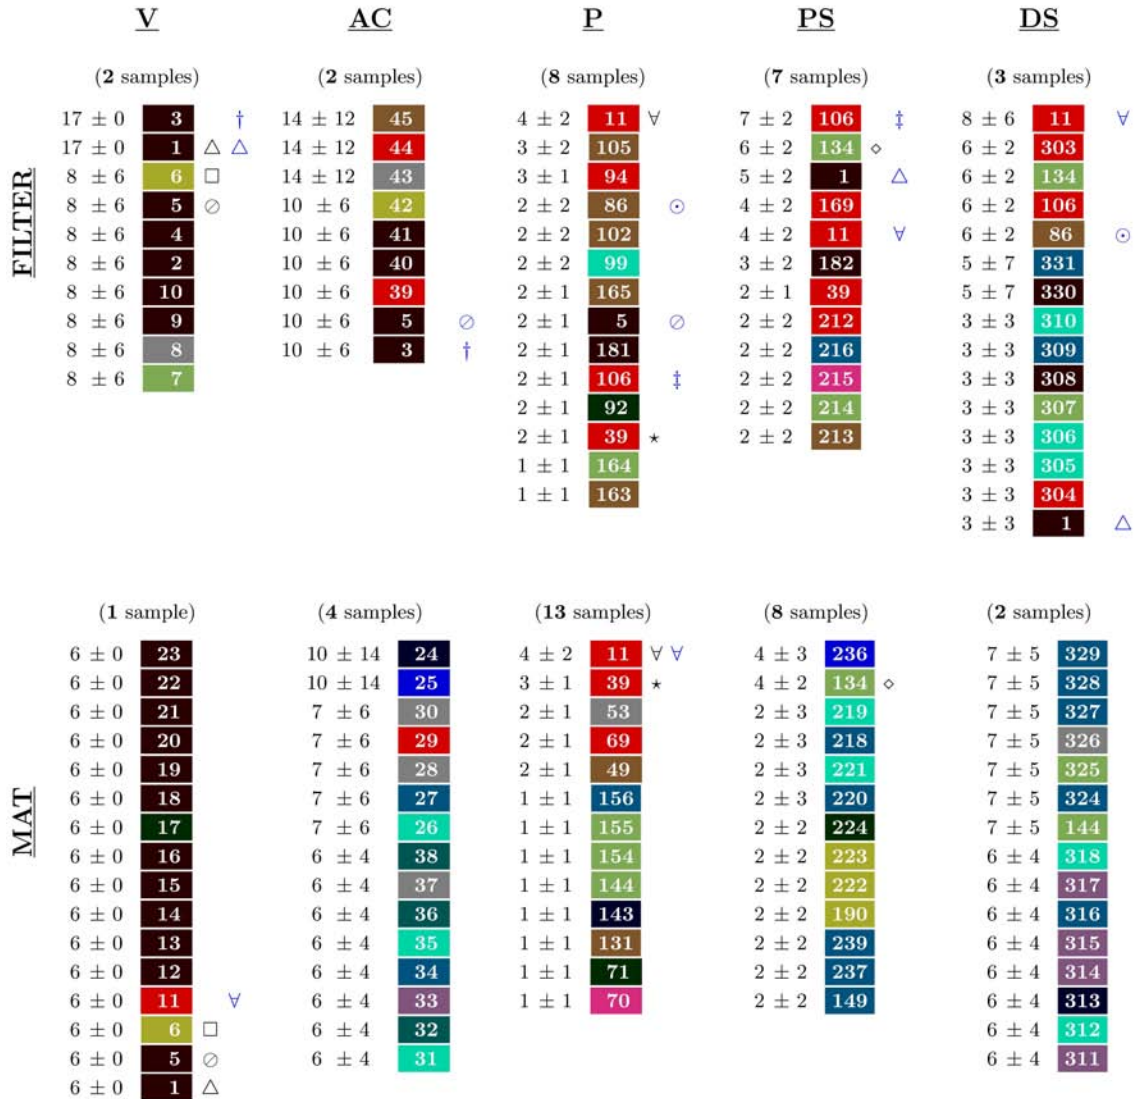 V AC P PS DS
FILTER
(2 samples) (2 samples) (8 samples) (7 samples) (3 samples)
17 ± 0 3 † 14 ± 12 45 4 ± 2 11 ∀ 7 ± 2 106 ‡ 8 ± 6 11 ∀
17 ± 0 1 △ △ 14 ± 12 44 3 ± 2 105 6 ± 2 134 ⋄ 6 ± 2 303
8 ± 6 6 □ 14 ± 12 43 3 ± 1 94 5 ± 2 1 △ 6 ± 2 134
8 ± 6 5 ⊘ 10 ± 6 42 2 ± 2 86 ⊙ 4 ± 2 169 6 ± 2 106
8 ± 6 4 10 ± 6 41 2 ± 2 102 4 ± 2 11 ∀ 6 ± 2 86 ⊙
8 ± 6 2 10 ± 6 40 2 ± 2 99 3 ± 2 182 5 ± 7 331
8 ± 6 10 10 ± 6 39 2 ± 1 165 2 ± 1 39 5 ± 7 330
8 ± 6 9 10 ± 6 5 ⊘ 2 ± 1 5 ⊘ 2 ± 2 212 3 ± 3 310
8 ± 6 8 10 ± 6 3 † 2 ± 1 181 2 ± 2 216 3 ± 3 309
8 ± 6 7 2 ± 1 106 ‡ 2 ± 2 215 3 ± 3 308
2 ± 1 92 2 ± 2 214 3 ± 3 307
2 ± 1 39 ⋆ 2 ± 2 213 3 ± 3 306
1 ± 1 164 3 ± 3 305
1 ± 1 163 3 ± 3 304
3 ± 3 1 △
MAT
(1 sample) (4 samples) (13 samples) (8 samples) (2 samples)
6 ± 0 23 10 ± 14 24 4 ± 2 11 ∀ ∀ 4 ± 3 236 7 ± 5 329
6 ± 0 22 10 ± 14 25 3 ± 1 39 ⋆ 4 ± 2 134 ⋄ 7 ± 5 328
6 ± 0 21 7 ± 6 30 2 ± 1 53 2 ± 3 219 7 ± 5 327
6 ± 0 20 7 ± 6 29 2 ± 1 69 2 ± 3 218 7 ± 5 326
6 ± 0 19 7 ± 6 28 2 ± 1 49 2 ± 3 221 7 ± 5 325
6 ± 0 18 7 ± 6 27 1 ± 1 156 2 ± 3 220 7 ± 5 324
6 ± 0 17 7 ± 6 26 1 ± 1 155 2 ± 2 224 7 ± 5 144
6 ± 0 16 6 ± 4 38 1 ± 1 154 2 ± 2 223 6 ± 4 318
6 ± 0 15 6 ± 4 37 1 ± 1 144 2 ± 2 222 6 ± 4 317
6 ± 0 14 6 ± 4 36 1 ± 1 143 2 ± 2 190 6 ± 4 316
6 ± 0 13 6 ± 4 35 1 ± 1 131 2 ± 2 239 6 ± 4 315
6 ± 0 12 6 ± 4 34 1 ± 1 71 2 ± 2 237 6 ± 4 314
6 ± 0 11 ∀ 6 ± 4 33 1 ± 1 70 2 ± 2 149 6 ± 4 313
6 ± 0 6 □ 6 ± 4 32 6 ± 4 312
6 ± 0 5 ⊘ 6 ± 4 31 6 ± 4 311
6 ± 0 1 △